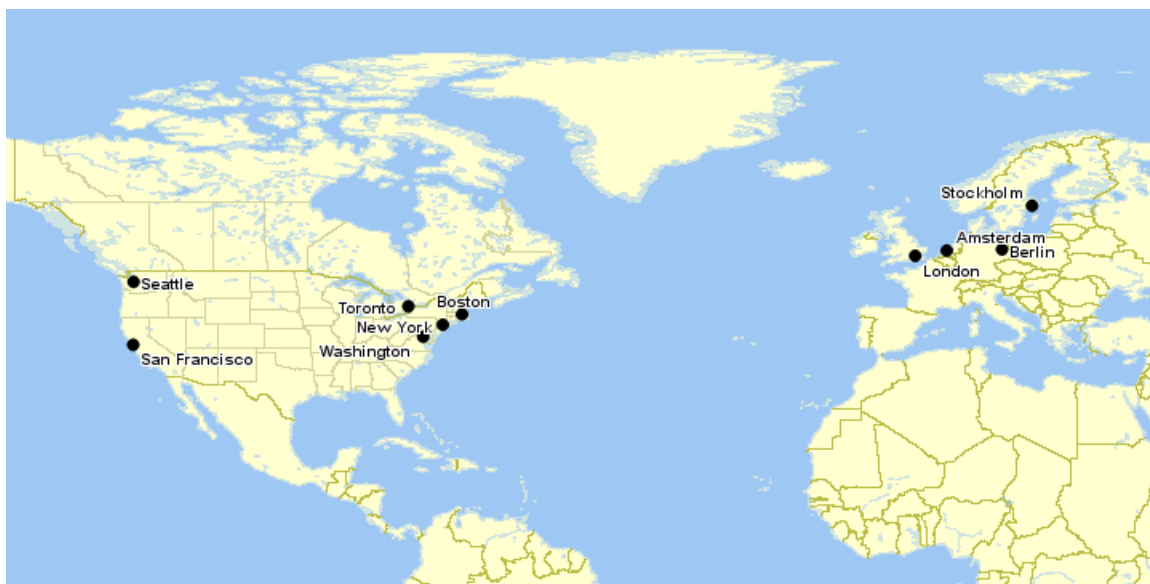 Stockholm
Amsterdam
Berlin
London
Seattle
Toronto
Boston
New York
Washington
San Francisco